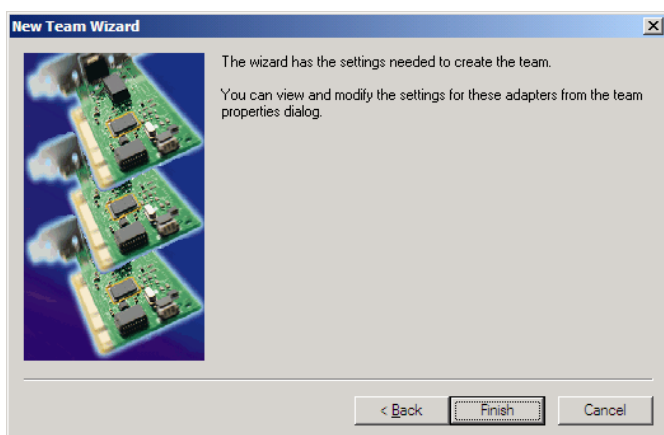 New Team Wizard
The wizard has the settings needed to create the team.
You can view and modify the settings for these adapters from the team
properties dialog.
< Back
Finish
Cancel